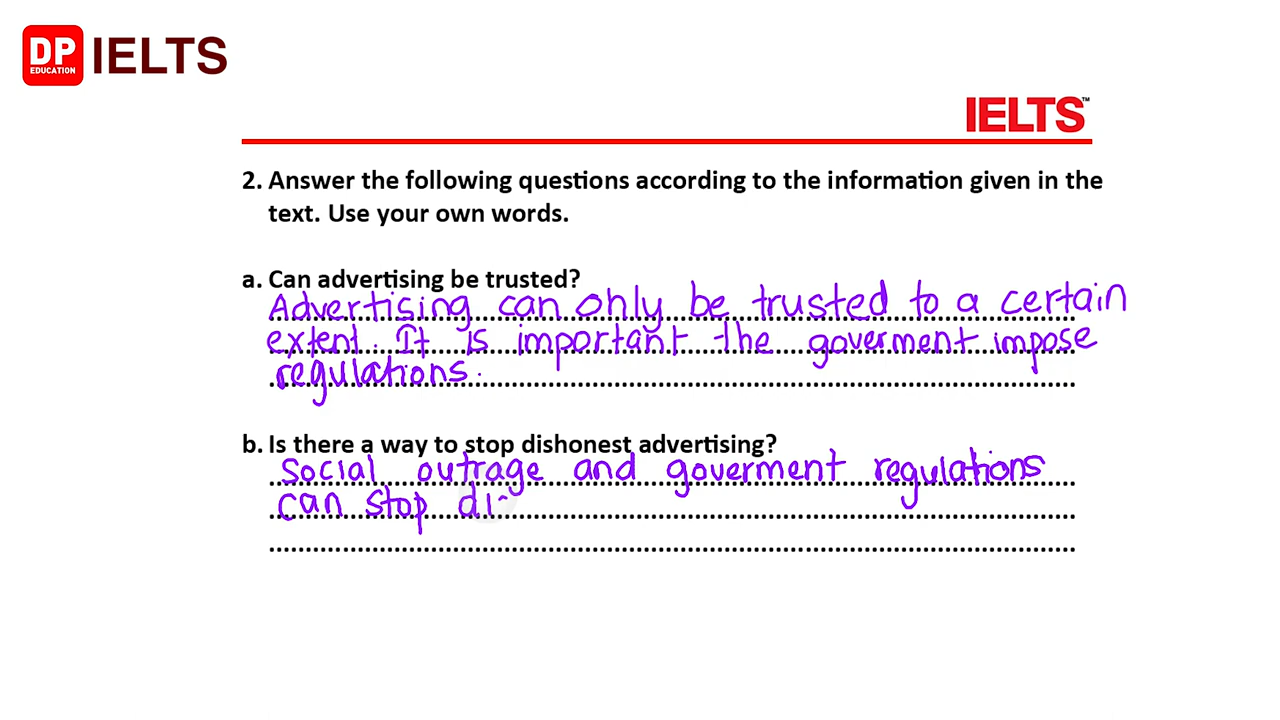 DP
EDUCATION
IELTS
IELTS™
2. Answer the following questions according to the information given in the
text. Use your own words.
a. Can advertising be trusted?
Advertising can only be trusted to a certain
extent. It is important the goverment impose
regulations.
b. Is there a way to stop dishonest advertising?
Social outrage and goverment regulations
can stop